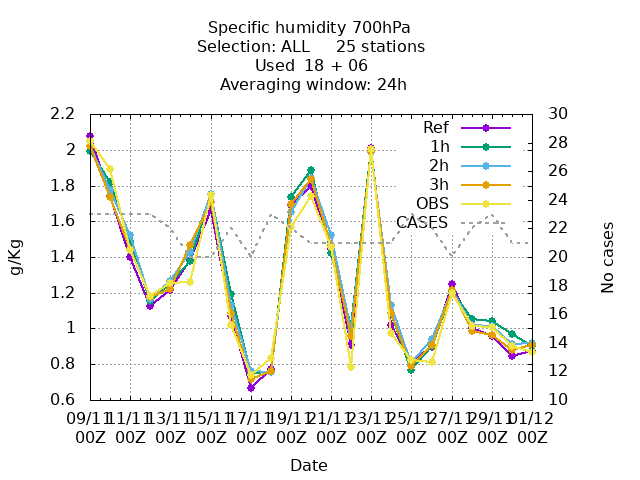 Specific humidity 700hPa
Selection: ALL 25 stations
Used 18 + 06
Averaging window: 24h
2.2
2
1.8
1.6
1.4
1.2
1
0.8
0.6
g/Kg
30
28
26
24
22
20
18
16
14
12
10
No cases
Ref
1h
2h
3h
OBS
CASES
09/11 11/11 13/11 15/11 17/11 19/11 21/11 23/11 25/11 27/11 29/11 01/12
00Z 00Z 00Z 00Z 00Z 00Z 00Z 00Z 00Z 00Z 00Z 00Z
Date